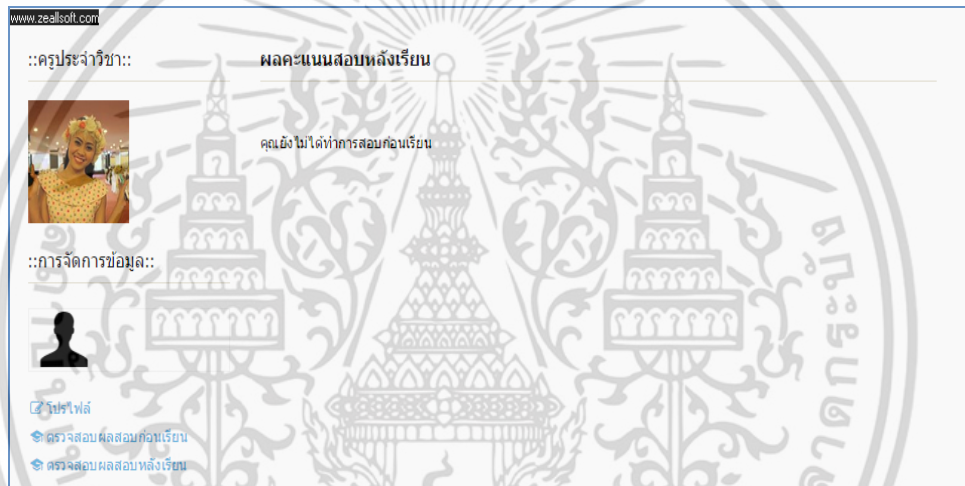 www.zeallsoft.com
::ครูประจำวิชา::
ผลคะแนนสอบหลังเรียน
คุณยังไม่ได้ทำการสอบก่อนเรียน
::การจัดการข้อมูล::
โปรไฟล์
ตรวจสอบผลสอบก่อนเรียน
ตรวจสอบผลสอบหลังเรียน